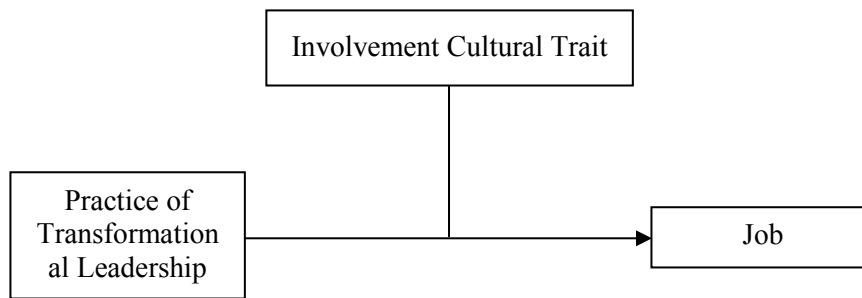 Involvement Cultural Trait
Practice of
Transformation
al Leadership
Job